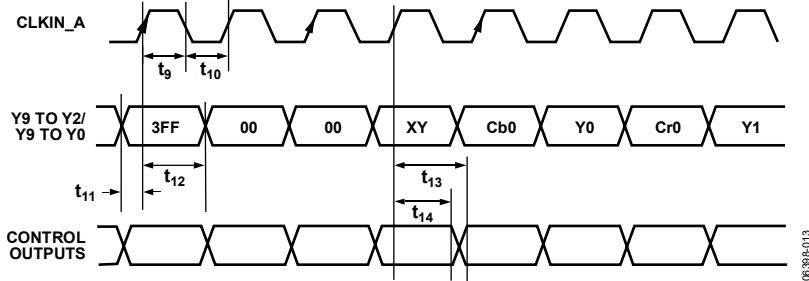 CLKIN_A
t9
t10
Y9 TO Y2/
Y9 TO Y0
3FF
00
00
XY
Cb0
Y0
Cr0
Y1
t11
t12
t13
t14
CONTROL
OUTPUTS
06398-013